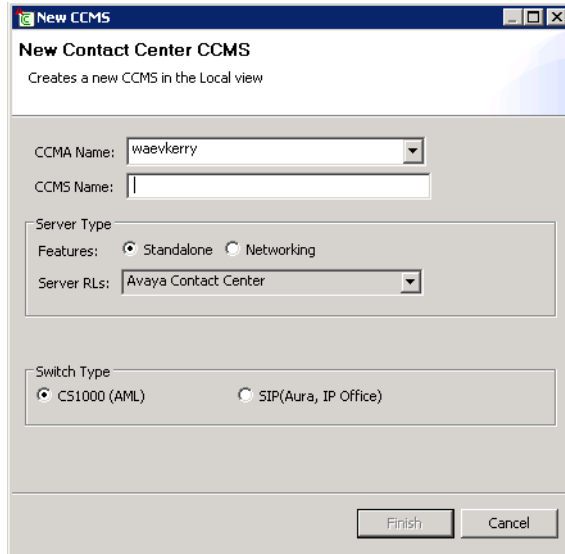 New CCMS
New Contact Center CCMS
Creates a new CCMS in the Local view
CCMA Name: waevkerry
CCMS Name:
Server Type
Features: Standalone Networking
Server RLs: Avaya Contact Center
Switch Type
CS1000 (AML) SIP(Aura, IP Office)
Finish Cancel